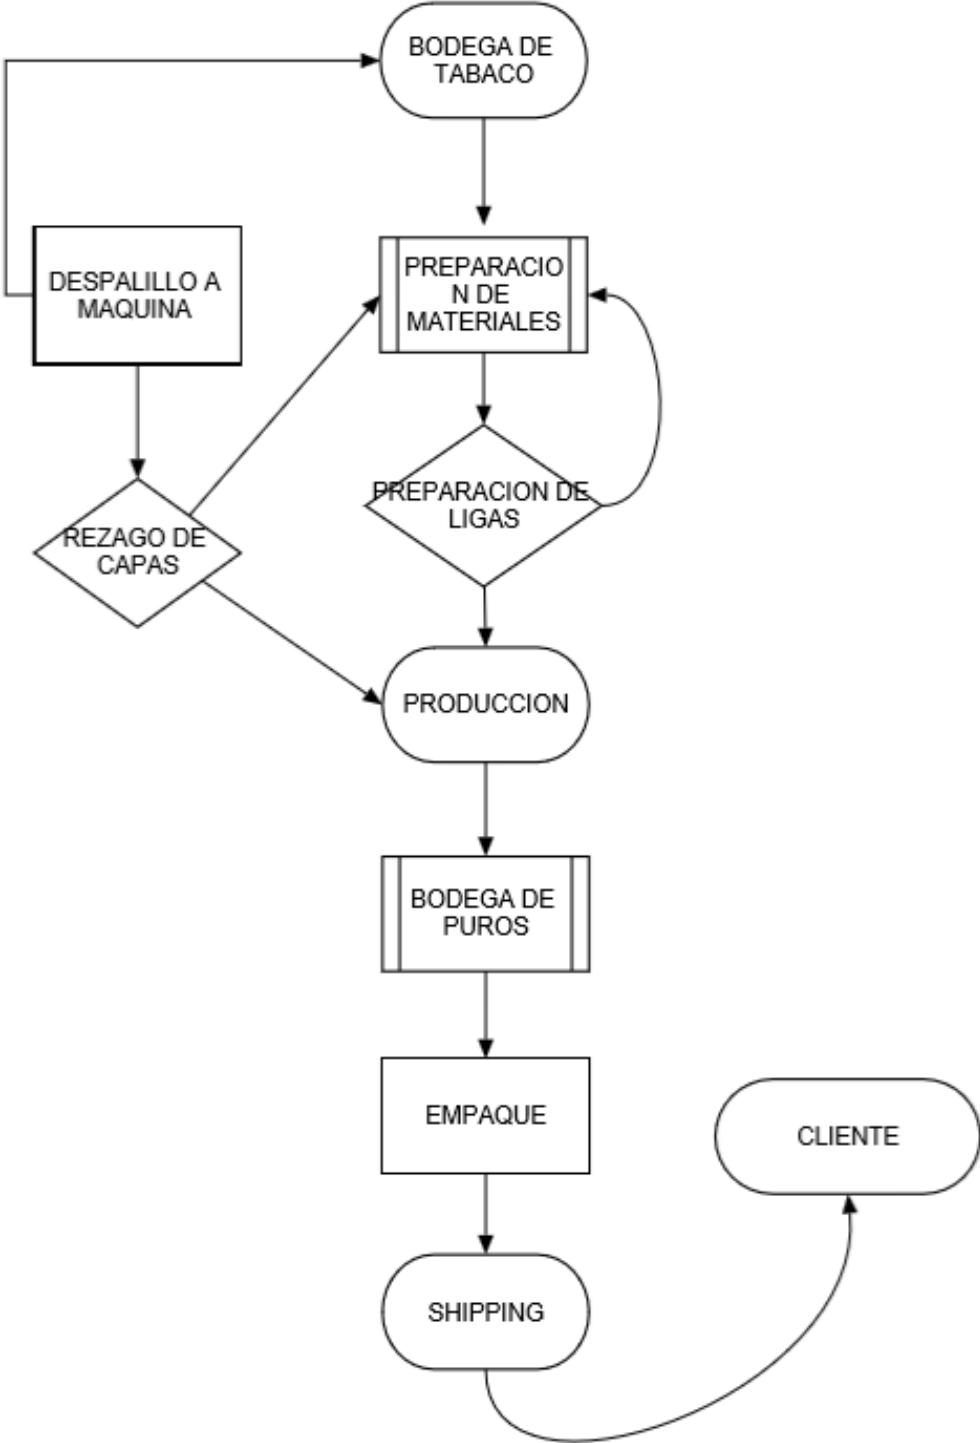 BODEGA DE
TABACO
DESPALILLO A
MAQUINA
PREPARACIO
N DE
MATERIALES
PREPARACION DE
LIGAS
REZAGO DE
CAPAS
PRODUCCION
BODEGA DE
PUROS
EMPAQUE
CLIENTE
SHIPPING